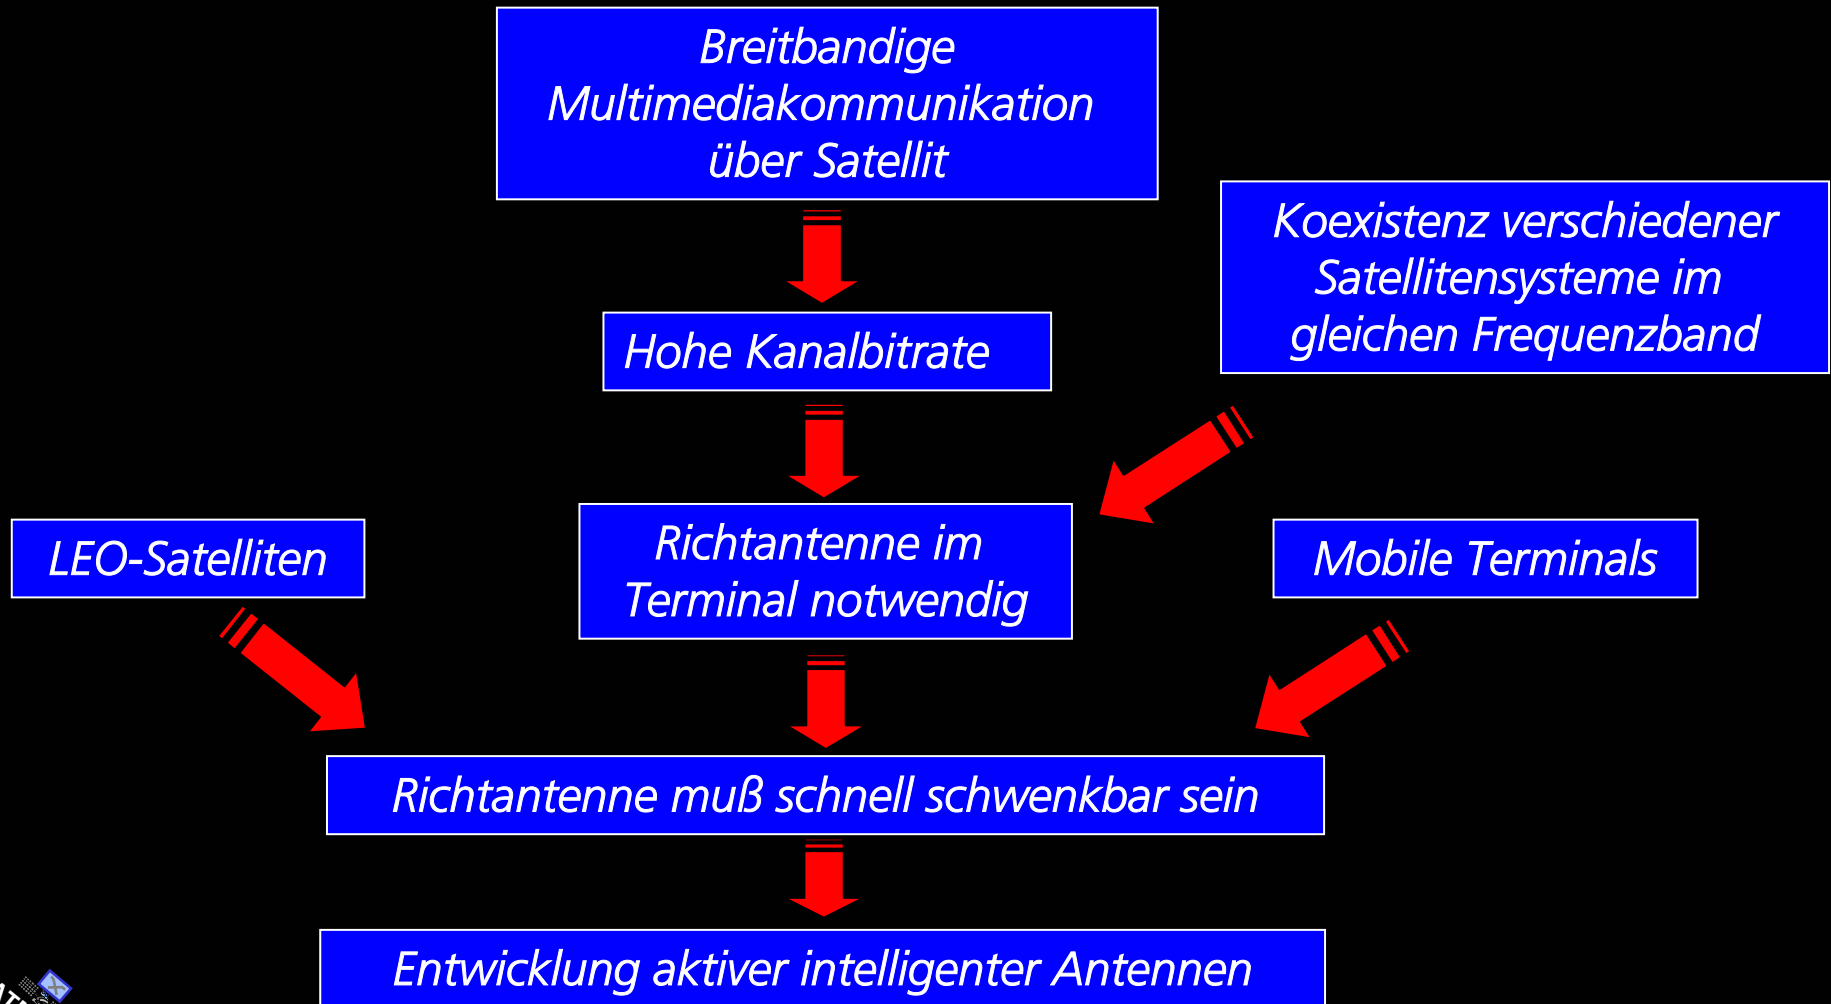 Breitbandige
Multimediakommunikation
über Satellit
Koexistenz verschiedener
Satellitensysteme im
gleichen Frequenzband
Hohe Kanalbitrate
Richtantenne im
Terminal notwendig
LEO-Satelliten
Mobile Terminals
Richtantenne muß schnell schwenkbar sein
Entwicklung aktiver intelligenter Antennen